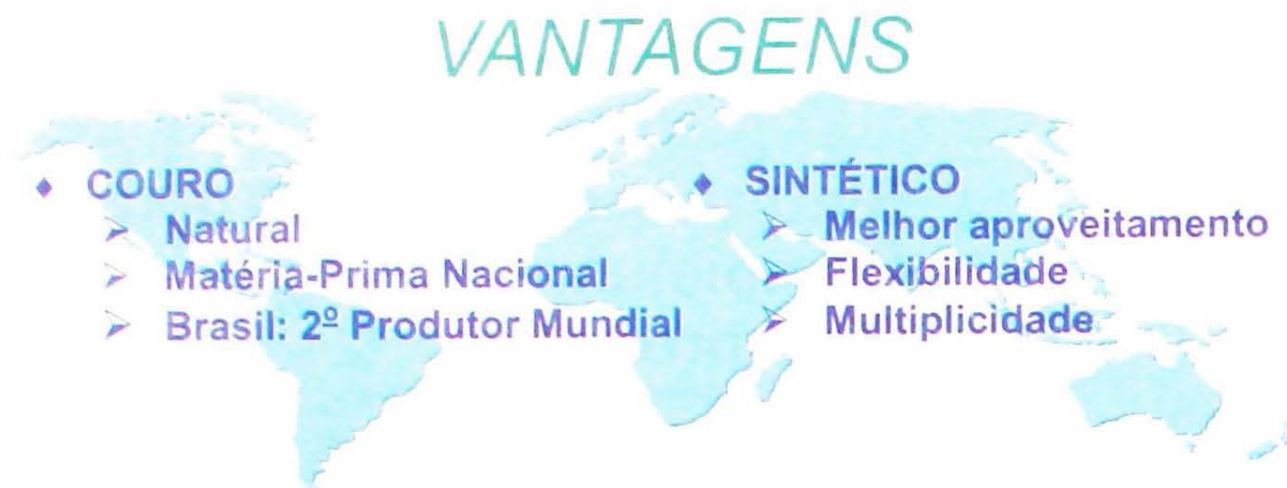 VANTAGENS
♦ COURO
➢ Natural
➢ Matéria-Prima Nacional
➢ Brasil: 2º Produtor Mundial
♦ SINTÉTICO
➢ Melhor aproveitamento
➢ Flexibilidade
➢ Multiplicidade